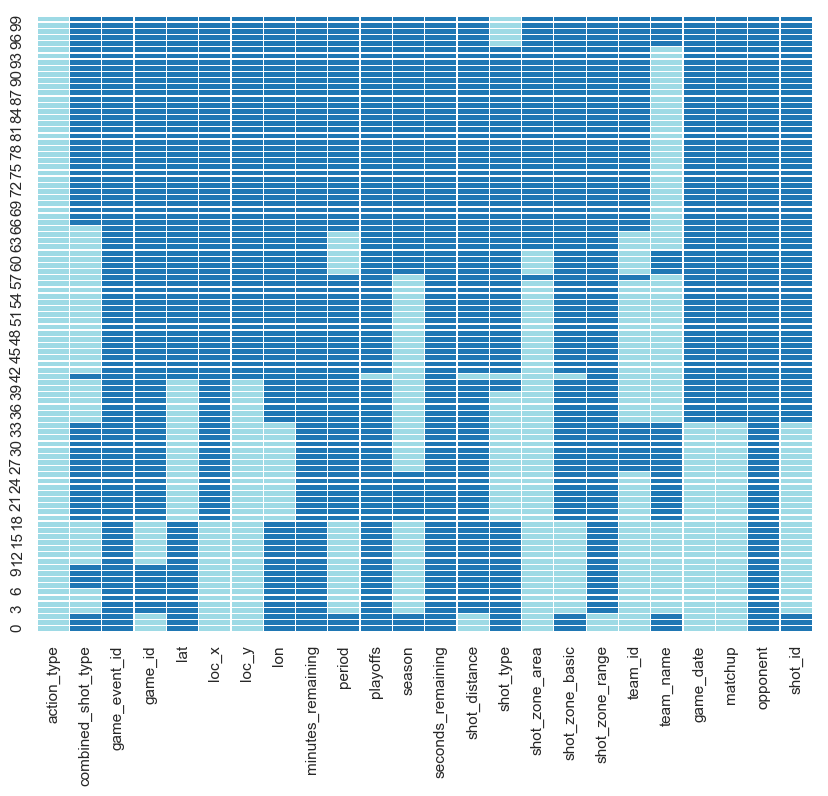 99
96
93
90
87
84
81
78
75
72
69
66
63
60
57
54
51
48
45
42
39
36
33
30
27
24
21
18
15
12
9
6
3
0
action_type
combined_shot_type
game_event_id
game_id
lat
loc_x
loc_y
lon
minutes_remaining
period
playoffs
season
seconds_remaining
shot_distance
shot_type
shot_zone_area
shot_zone_basic
shot_zone_range
team_id
team_name
game_date
matchup
opponent
shot_id